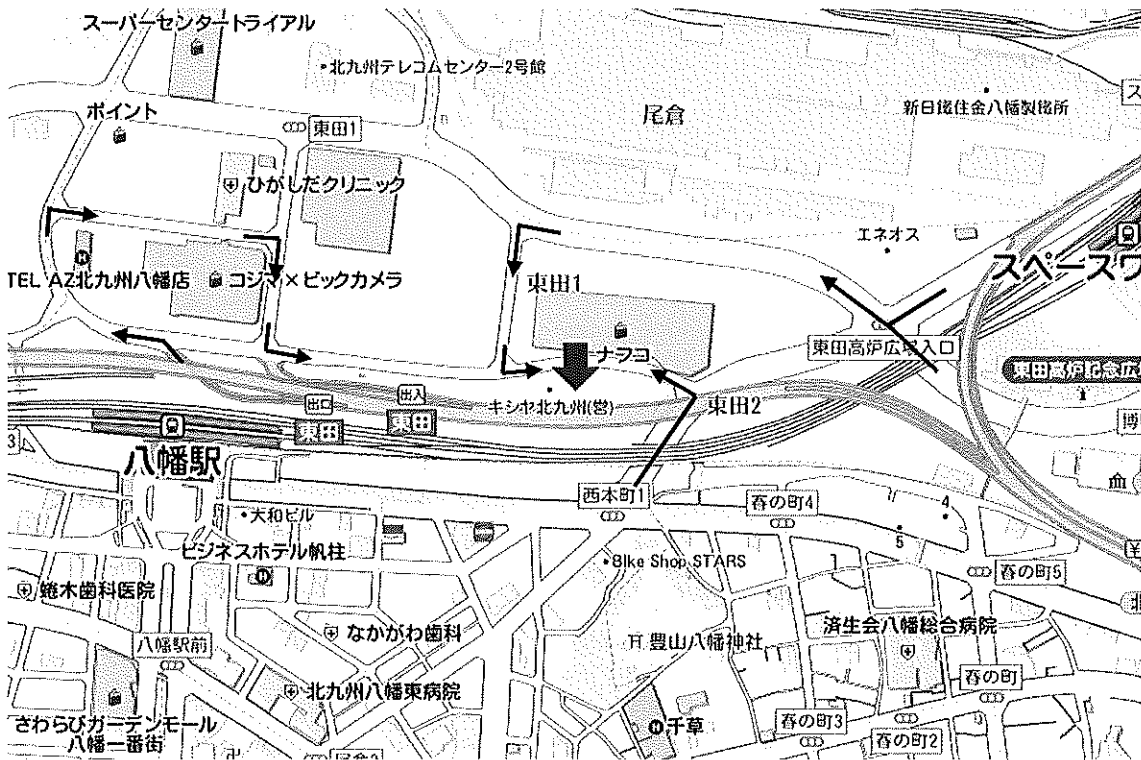 スーパーセンタートライアル
・北九州テレコムセンター2号館
ポイント
東田1
尾倉
新日鐵住金八幡製鐵所
ス
ひがしだクリニック
エネオス
スペースワ
TEL AZ北九州八幡店
コジマ×ビックカメラ
東田1
ナフコ
東田高炉広場入口
東田高炉記念広
出口
出入
キシヤ北九州(営)
東田2
東田
東田
博
3
八幡駅
西本町1
春の町4
4
5
大和ビル
ビジネスホテル帆柱
Bike Shop STARS
春の町5
北
蜷木歯科医院
なかがわ歯科
済生会八幡総合病院
八幡駅前
豊山八幡神社
北九州八幡東病院
春の町
さわらびガーデンモール
八幡一番街
千草
春の町3
春の町2
尾倉2